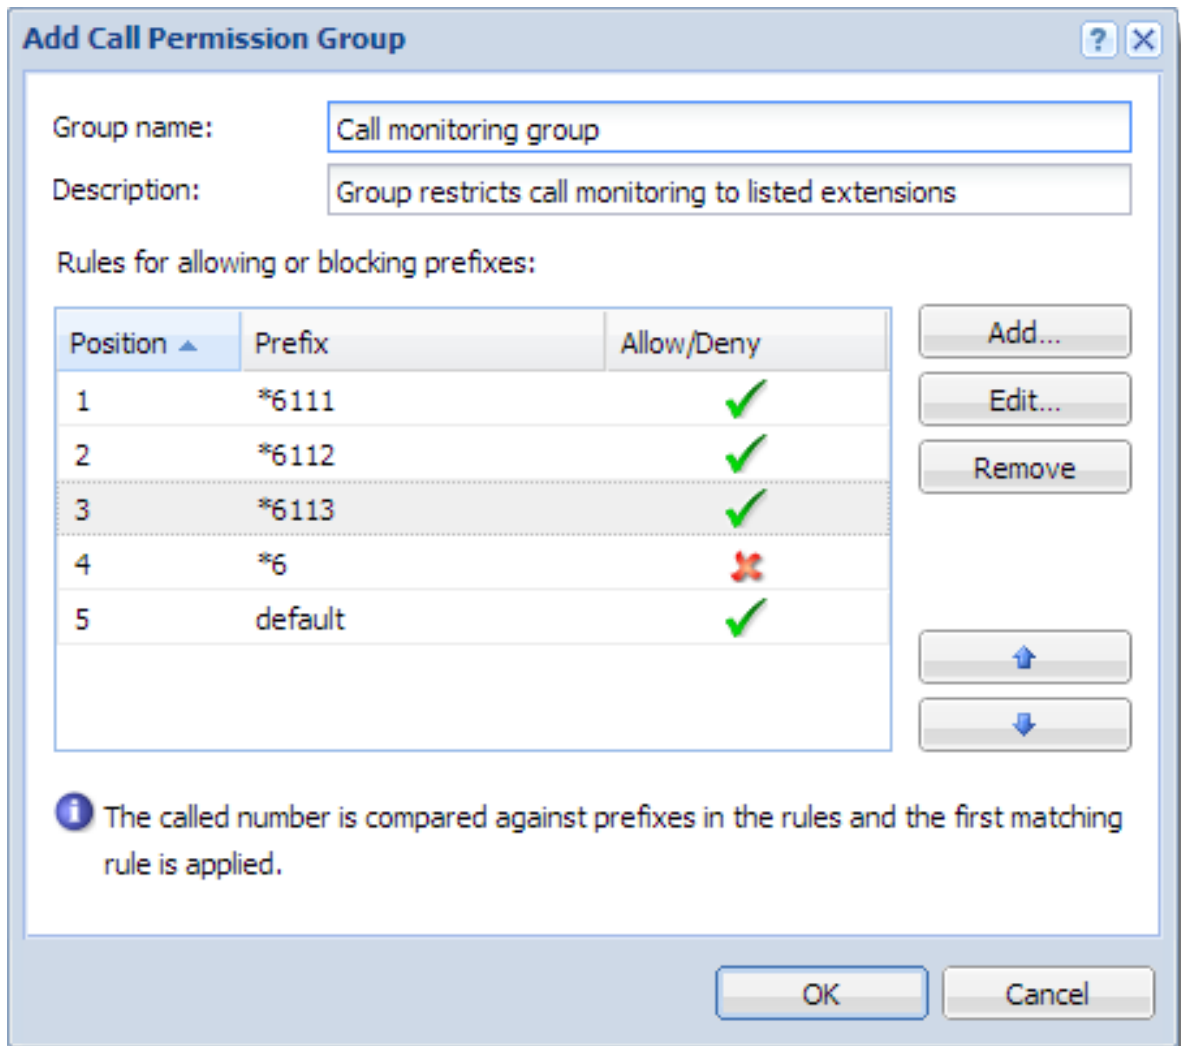 Add Call Permission Group ?
Group name: Call monitoring group
Description: Group restricts call monitoring to listed extensions
Rules for allowing or blocking prefixes:
Position Prefix Allow/Deny Add...
1 *6111 Edit...
2 *6112 Remove
3 *6113
4 *6
5 default
The called number is compared against prefixes in the rules and the first matching
rule is applied.
OK Cancel